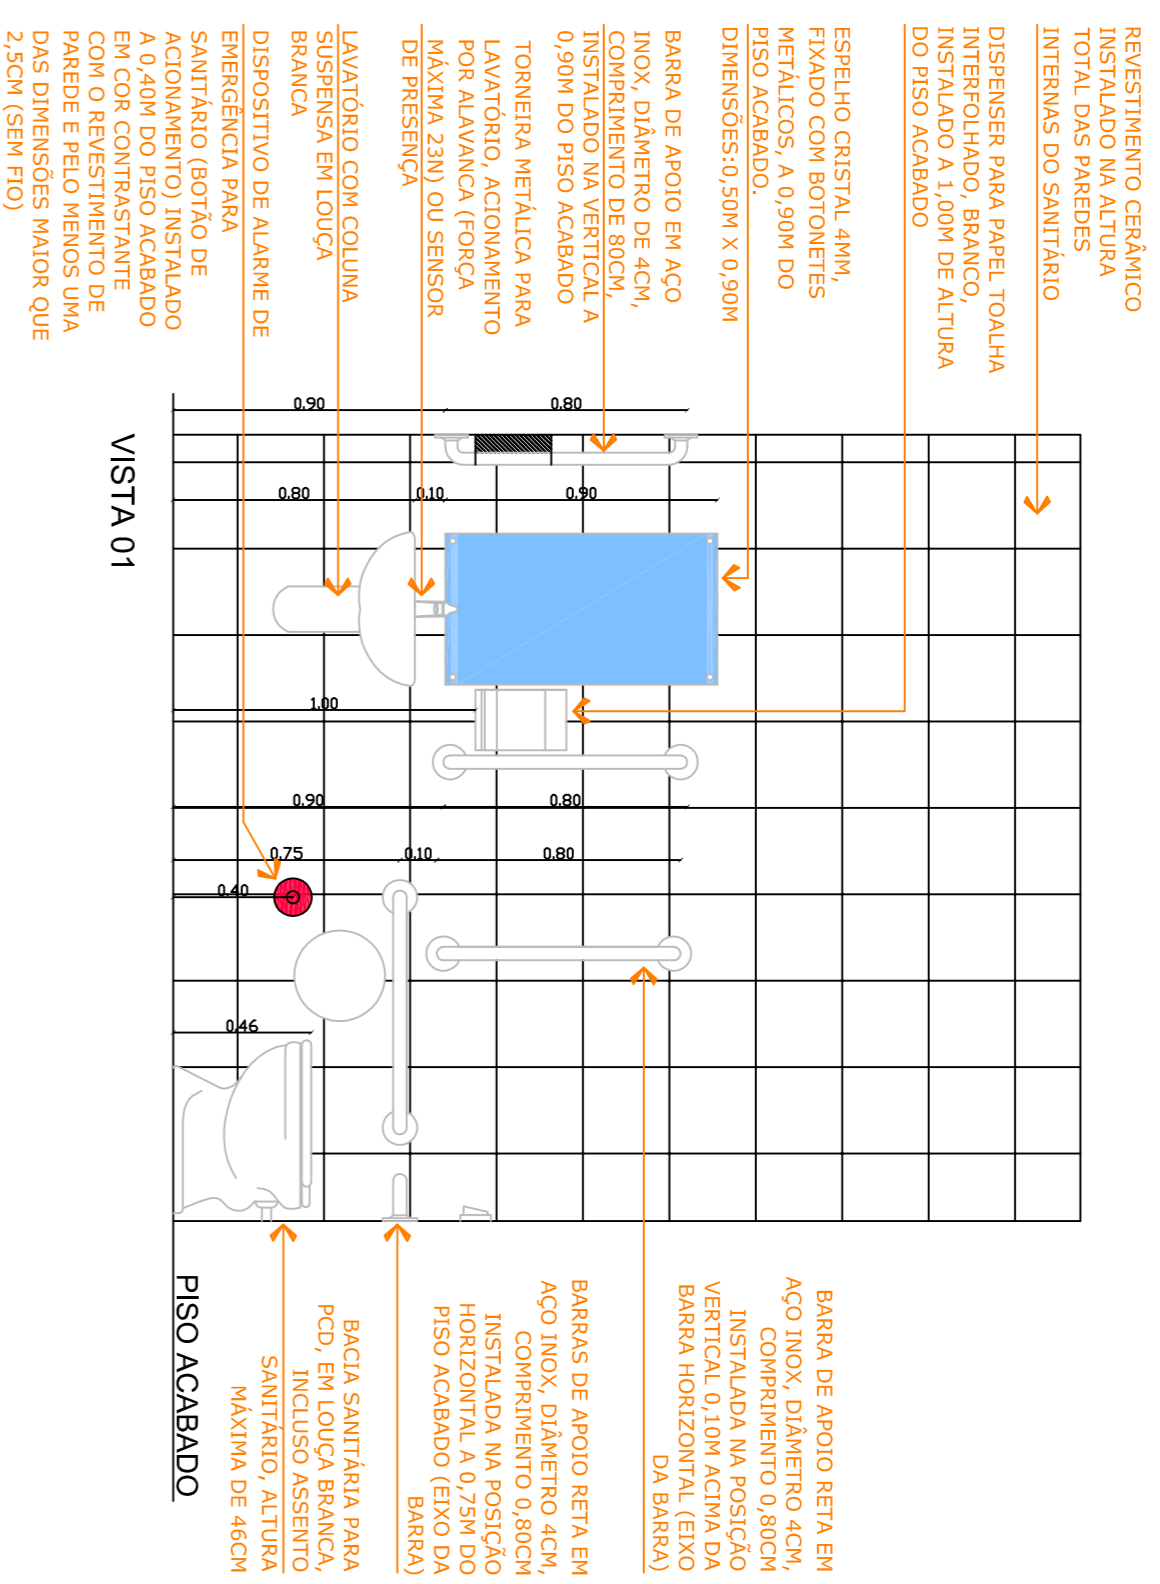 REVESTIMENTO CERÂMICO
INSTALADO NA ALTURA
TOTAL DAS PAREDES
INTERNAS DO SANITÁRIO
DISPENSER PARA PAPEL TOALHA
INTERFOLHADO, BRANCO,
INSTALADO A 1,00M DE ALTURA
DO PISO ACABADO
ESPELHO CRISTAL 4MM,
FIXADO COM BOTONETES
METÁLICOS, A 0,90M DO
PISO ACABADO.
DIMENSÕES:0,50M X 0,90M
BARRA DE APOIO EM AÇO
INOX, DIÂMETRO DE 4CM,
COMPRIMENTO DE 80CM,
INSTALADO NA VERTICAL A
0,90M DO PISO ACABADO
TORNEIRA METÁLICA PARA
LAVATÓRIO, ACIONAMENTO
POR ALAVANCA (FORÇA
MÁXIMA 23N) OU SENSOR
DE PRESENÇA
LAVATÓRIO COM COLUNA
SUSPENSA EM LOUÇA
BRANCA
DISPOSITIVO DE ALARME DE
EMERGÊNCIA PARA
SANITÁRIO (BOTÃO DE
ACIONAMENTO) INSTALADO
A 0,40M DO PISO ACABADO
EM COR CONTRASTANTE
COM O REVESTIMENTO DE
PAREDE E PELO MENOS UMA
DAS DIMENSÕES MAIOR QUE
2,5CM (SEM FIO)
0,80
0,90
0,90
0,10
0,80
1,00
0,80
0,90
0,80
0,10
0,75
0,40
0,46
BARRA DE APOIO RETA EM
AÇO INOX, DIÂMETRO 4CM,
COMPRIMENTO 0,80CM
INSTALADA NA POSIÇÃO
VERTICAL 0,10M ACIMA DA
BARRA HORIZONTAL (EIXO
DA BARRA)
BARRAS DE APOIO RETA EM
AÇO INOX, DIÂMETRO 4CM,
COMPRIMENTO 0,80CM
INSTALADA NA POSIÇÃO
HORIZONTAL A 0,75M DO
PISO ACABADO (EIXO DA
BARRA)
BACIA SANITÁRIA PARA
PCD, EM LOUÇA BRANCA,
INCLUSO ASSENTO
SANITÁRIO, ALTURA
MÁXIMA DE 46CM
PISO ACABADO
VISTA 01